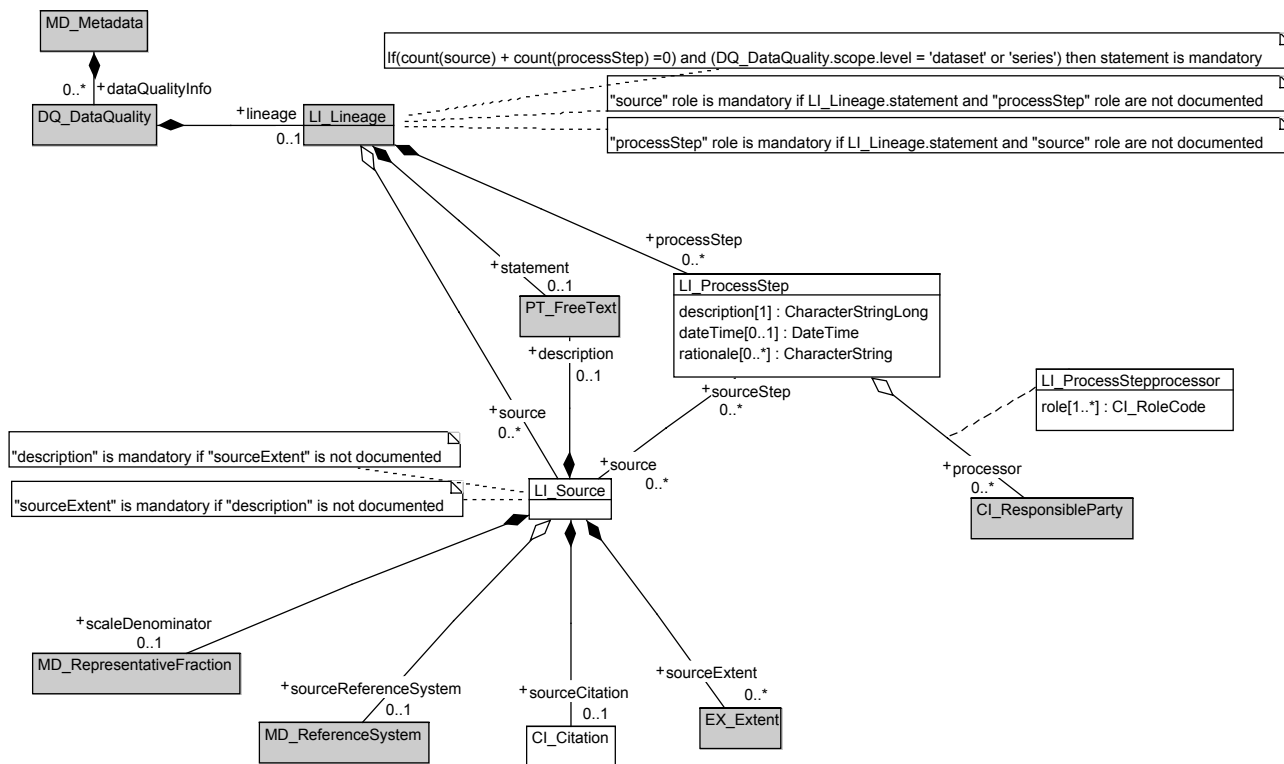 MD_Metadata
If(count(source) + count(processStep) =0) and (DQ_DataQuality.scope.level = 'dataset' or 'series') then statement is mandatory
0..*
+dataQualityInfo
"source" role is mandatory if LI_Lineage.statement and "processStep" role are not documented
DQ_DataQuality
+lineage
0..1
LI_Lineage
"processStep" role is mandatory if LI_Lineage.statement and "source" role are not documented
+processStep
0..*
+statement
0..1
LI_ProcessStep
description[1] : CharacterStringLong
dateTime[0..1] : DateTime
rationale[0..*] : CharacterString
PT_FreeText
+description
0..1
+sourceStep
0..*
LI_ProcessStepprocessor
role[1..*] : CI_RoleCode
+source
0..*
"description" is mandatory if "sourceExtent" is not documented
+source
0..*
+processor
0..*
LI_Source
"sourceExtent" is mandatory if "description" is not documented
CI_ResponsibleParty
+scaleDenominator
0..1
MD_RepresentativeFraction
+sourceReferenceSystem
0..1
MD_ReferenceSystem
+sourceCitation
0..1
CI_Citation
+sourceExtent
0..*
EX_Extent